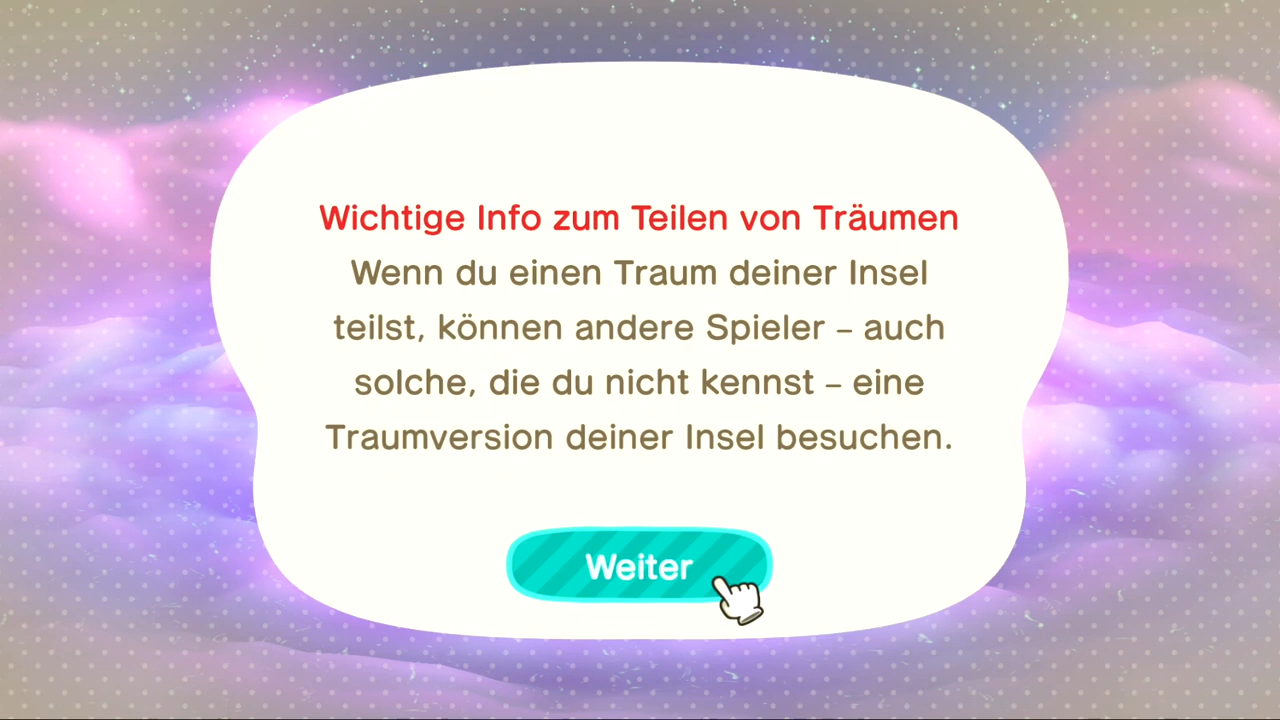 Wichtige Info zum Teilen von Träumen
Wenn du einen Traum deiner Insel
teilst, können andere Spieler – auch
solche, die du nicht kennst – eine
Traumversion deiner Insel besuchen.
Weiter